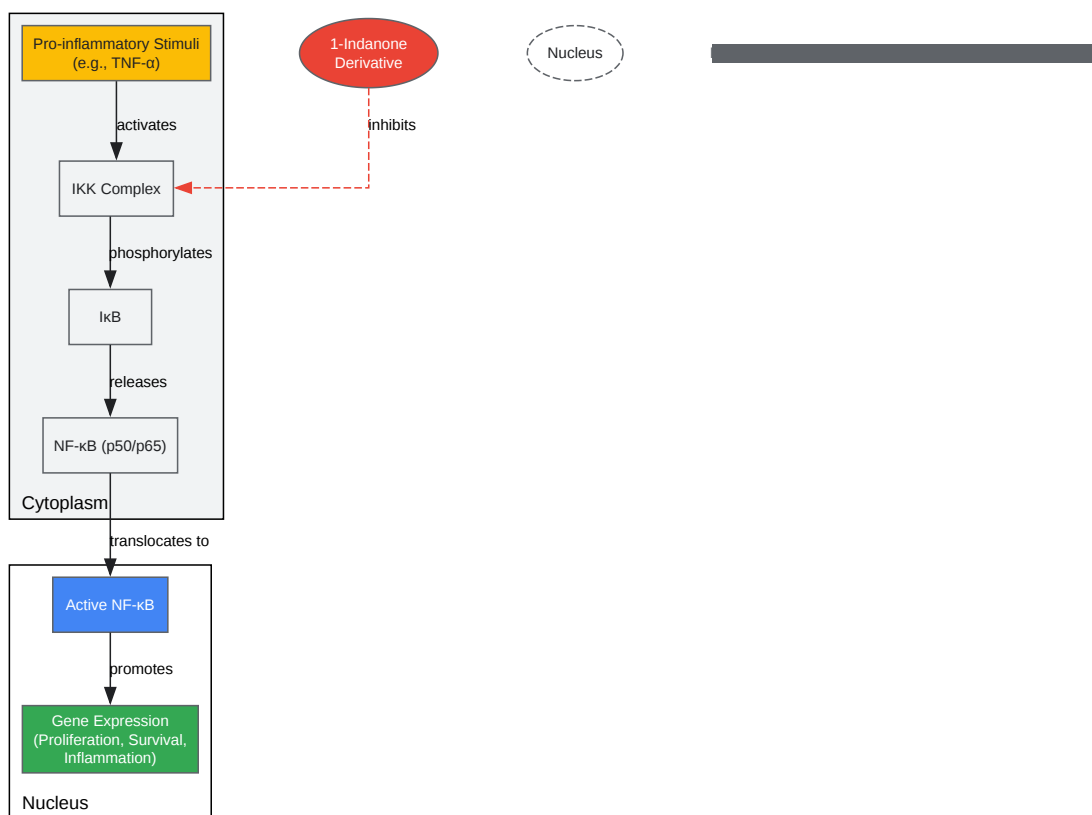 Pro-inflammatory Stimuli
(e.g., TNF-α)
1-Indanone
Derivative
Nucleus
activates
inhibits
IKK Complex
phosphorylates
IκB
releases
NF-κB (p50/p65)
Cytoplasm
translocates to
Active NF-κB
promotes
Gene Expression
(Proliferation, Survival,
Inflammation)
Nucleus